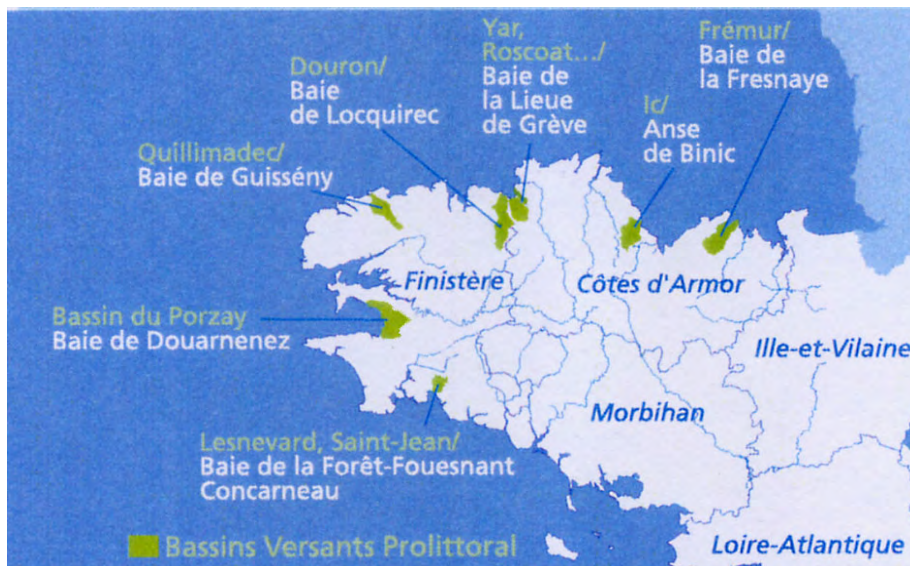 Yar,
Roscoat.../
Baie de
la Lieue
de Grève
Frémur/
Baie de
la Fresnaye
Douron/
Baie
de Locquirec
Ic/
Anse
de Binic
Quillimadec/
Baie de Guissény
Finistère
Côtes d'Armor
Bassin du Porzay
Baie de Douarnenez
Ille-et-Vilaine
Morbihan
Lesnevard, Saint-Jean/
Baie de la Forêt-Fouesnant
Concarneau
Bassins Versants Prolittoral
Loire-Atlantique